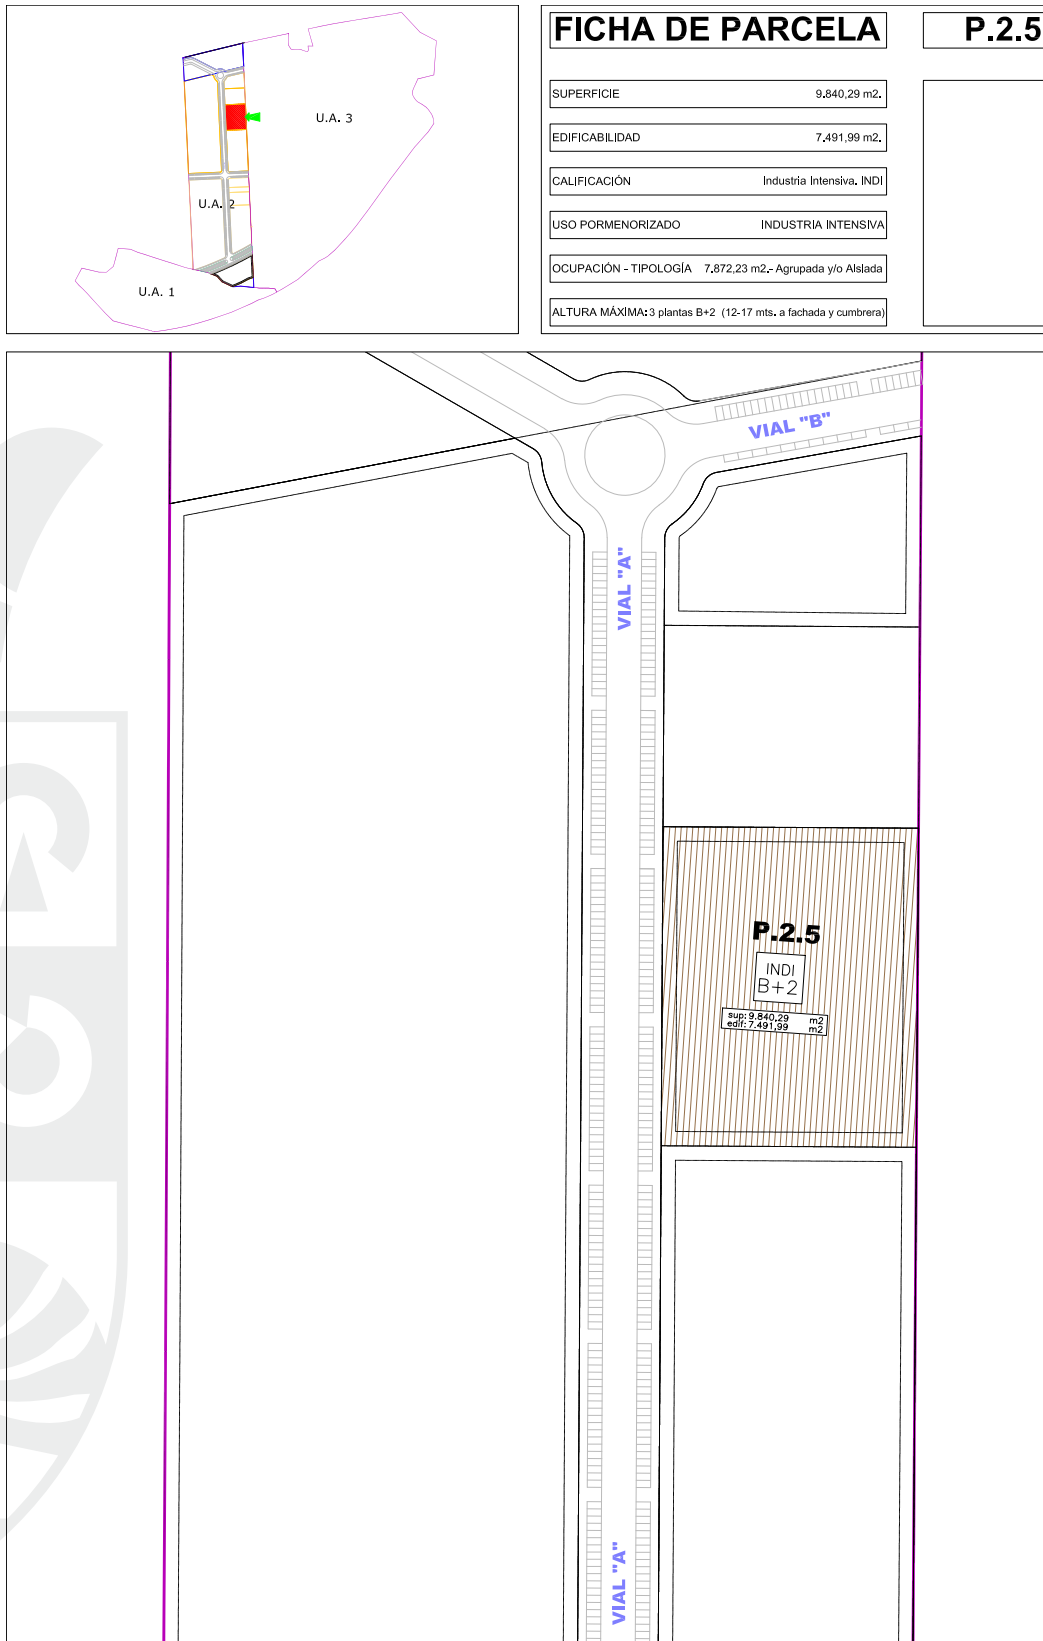 U.A. 3
U.A. 2
U.A. 1
FICHA DE PARCELA
P.2.5
SUPERFICIE 9.840,29 m2.
EDIFICABILIDAD 7.491,99 m2.
CALIFICACIÓN Industria Intensiva. INDI
USO PORMENORIZADO INDUSTRIA INTENSIVA
OCUPACIÓN - TIPOLOGÍA 7.872,23 m2.- Agrupada y/o Aislada
ALTURA MÁXIMA: 3 plantas B+2 (12-17 mts. a fachada y cumbrera)
VIAL "B"
VIAL "A"
P.2.5
INDI
B+2
sup: 9.840,29 m2
edif: 7.491,99 m2
VIAL "A"